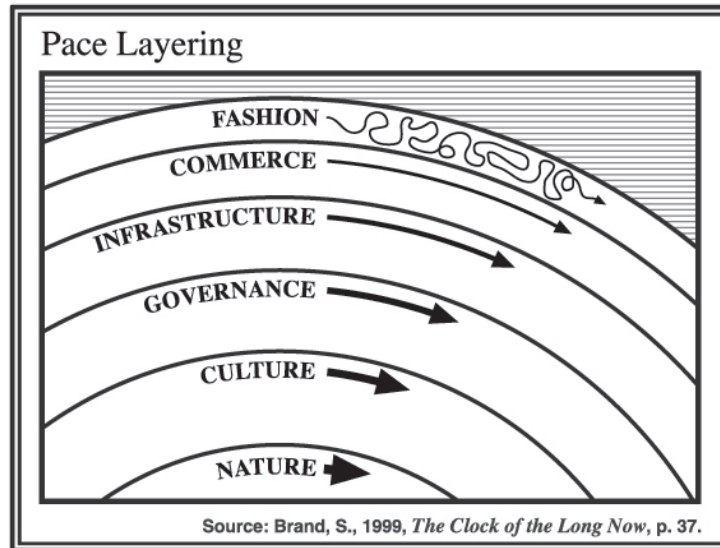 Pace Layering
FASHION
COMMERCE
INFRASTRUCTURE
GOVERNANCE
CULTURE
NATURE
Source: Brand, S., 1999, The Clock of the Long Now, p. 37.